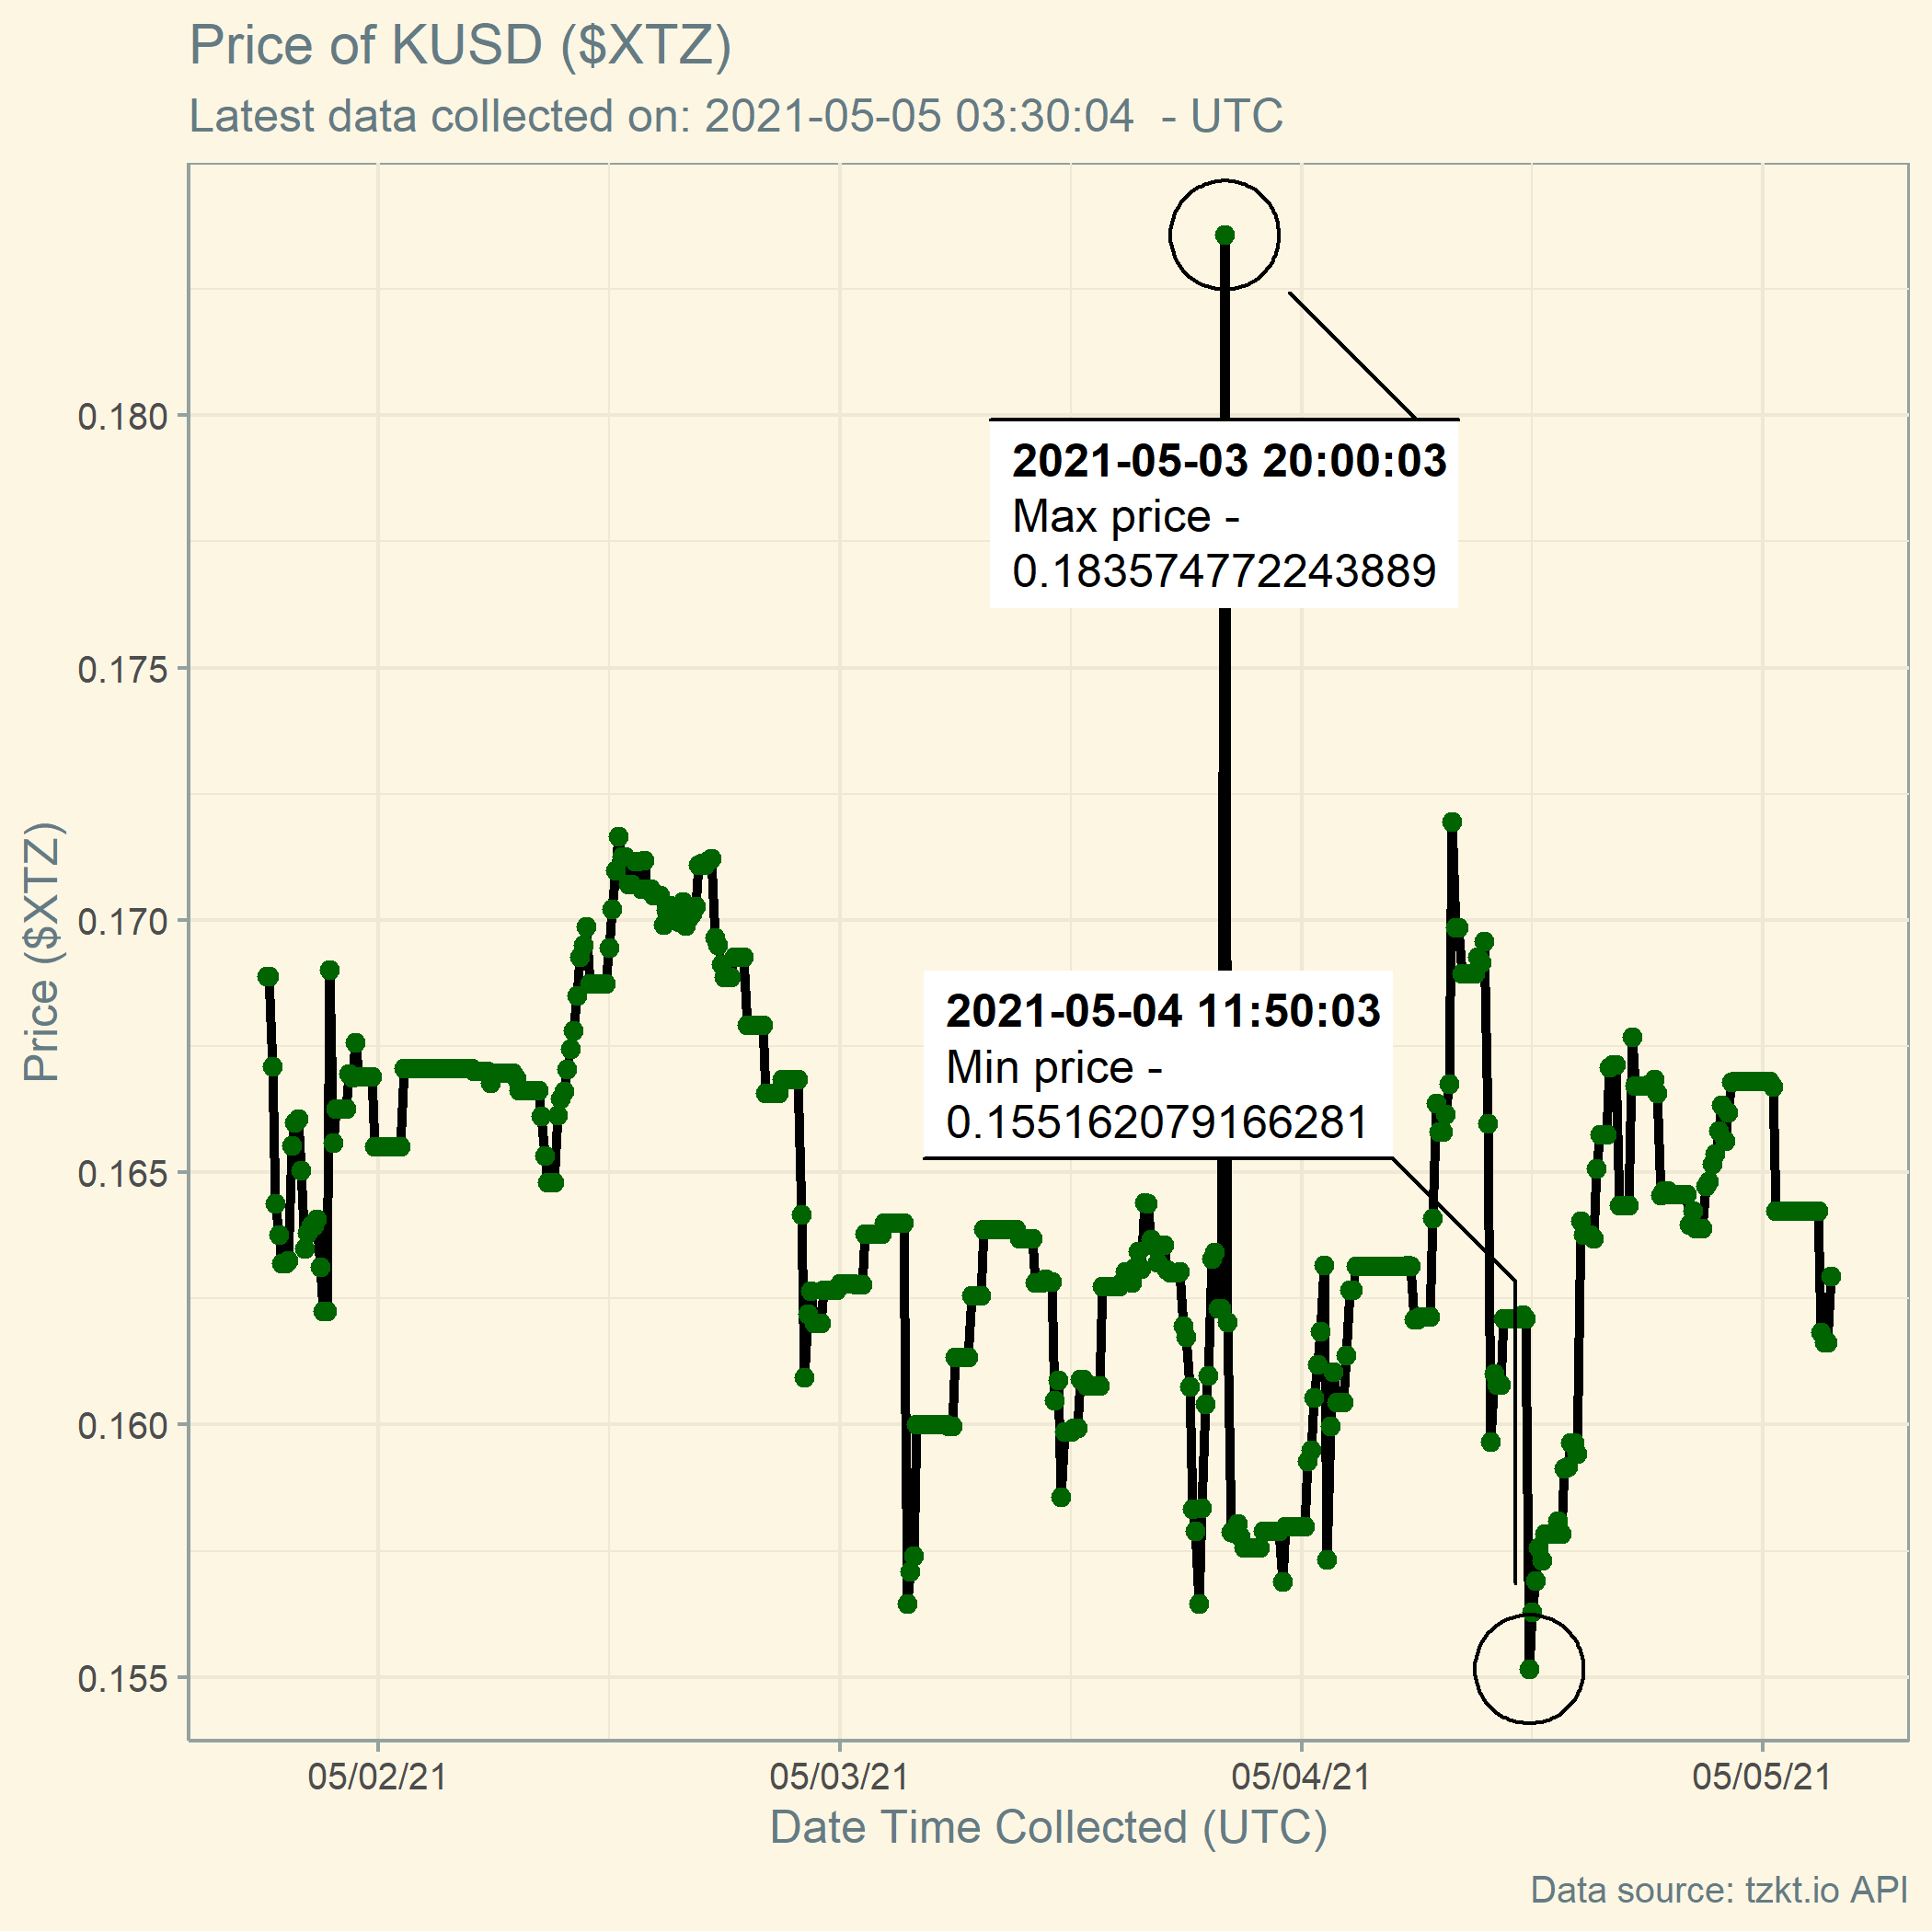 Price of KUSD ($XTZ)
Latest data collected on: 2021-05-05 03:30:04  - UTC
Price ($XTZ)
0.180
0.175
0.170
0.165
0.160
0.155
2021-05-03 20:00:03
Max price -
0.183574772243889
2021-05-04 11:50:03
Min price -
0.155162079166281
05/02/21
05/03/21
05/04/21
05/05/21
Date Time Collected (UTC)
Data source: tzkt.io API